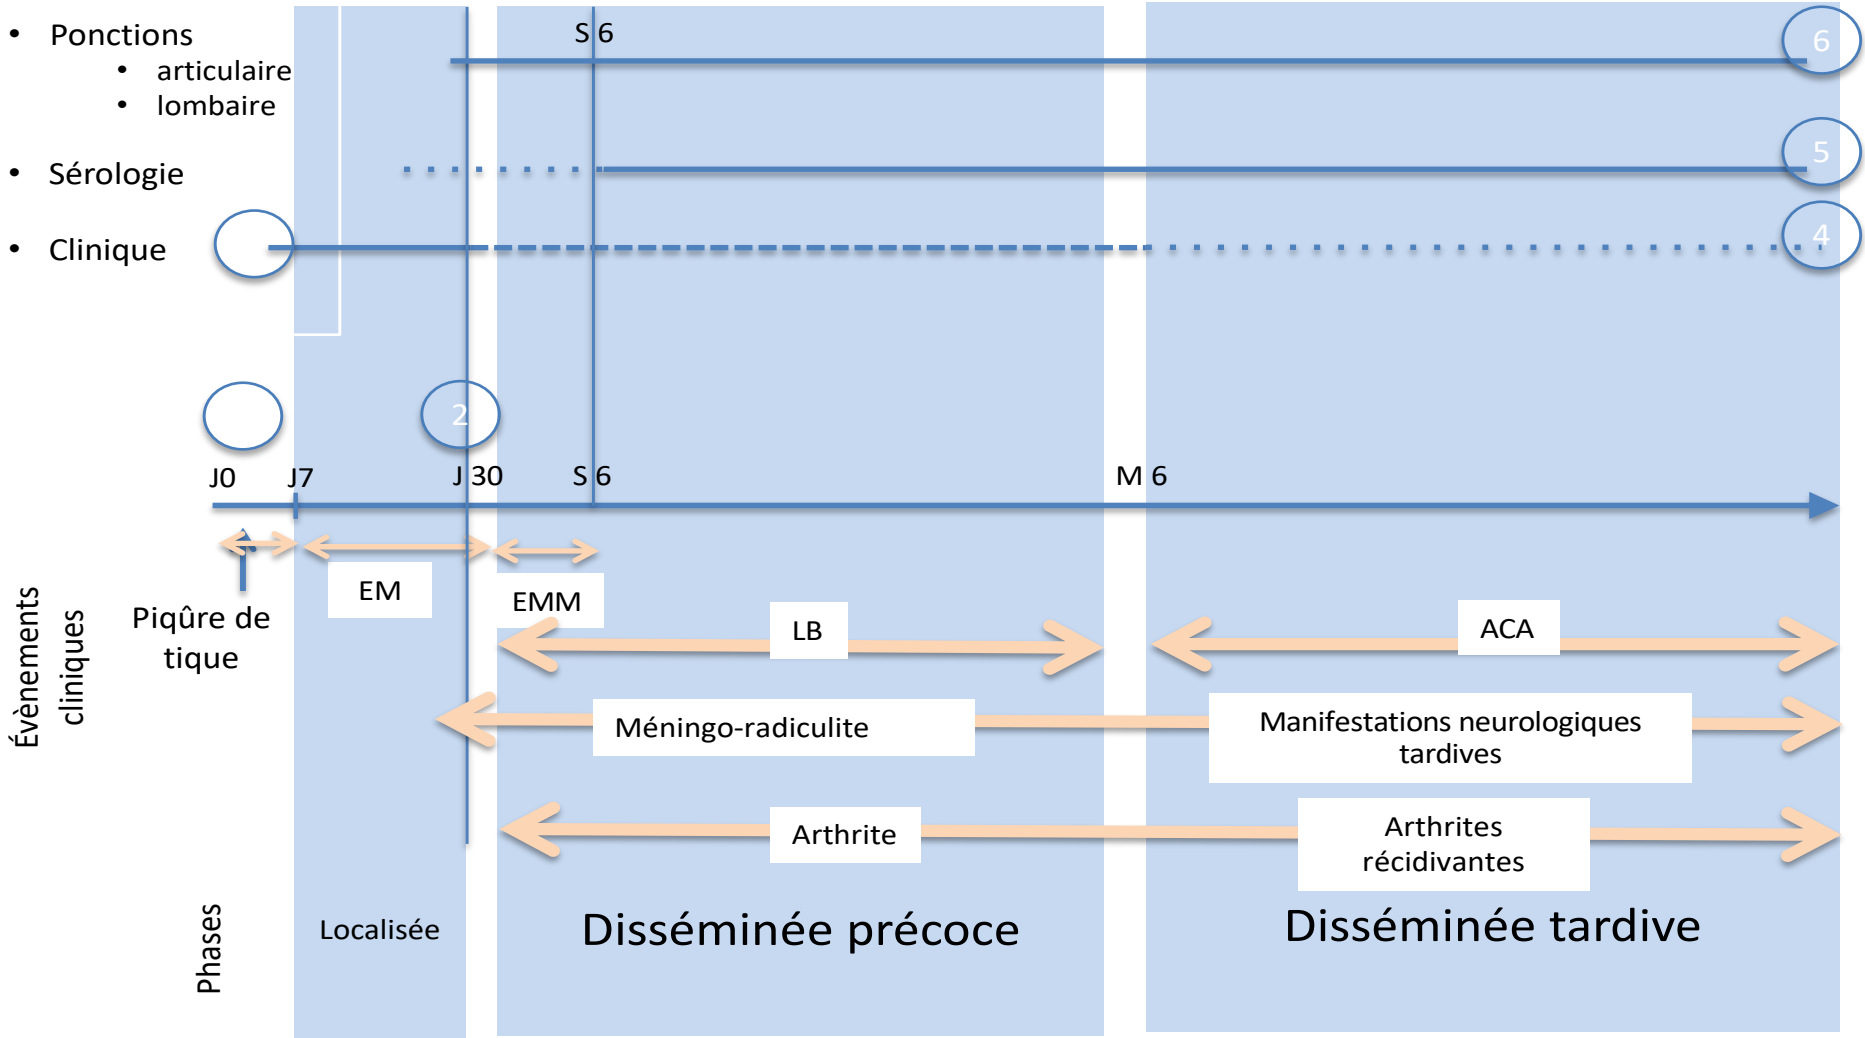 • Ponctions
• articulaire
• lombaire
• Sérologie
• Clinique
S 6
6
5
4
2
J0
J7
J 30
S 6
M 6
Évènements
cliniques
Piqûre de
tique
EM
EMM
LB
ACA
Méningo-radiculite
Manifestations neurologiques
tardives
Arthrite
Arthrites
récidivantes
Phases
Localisée
Disséminée précoce
Disséminée tardive